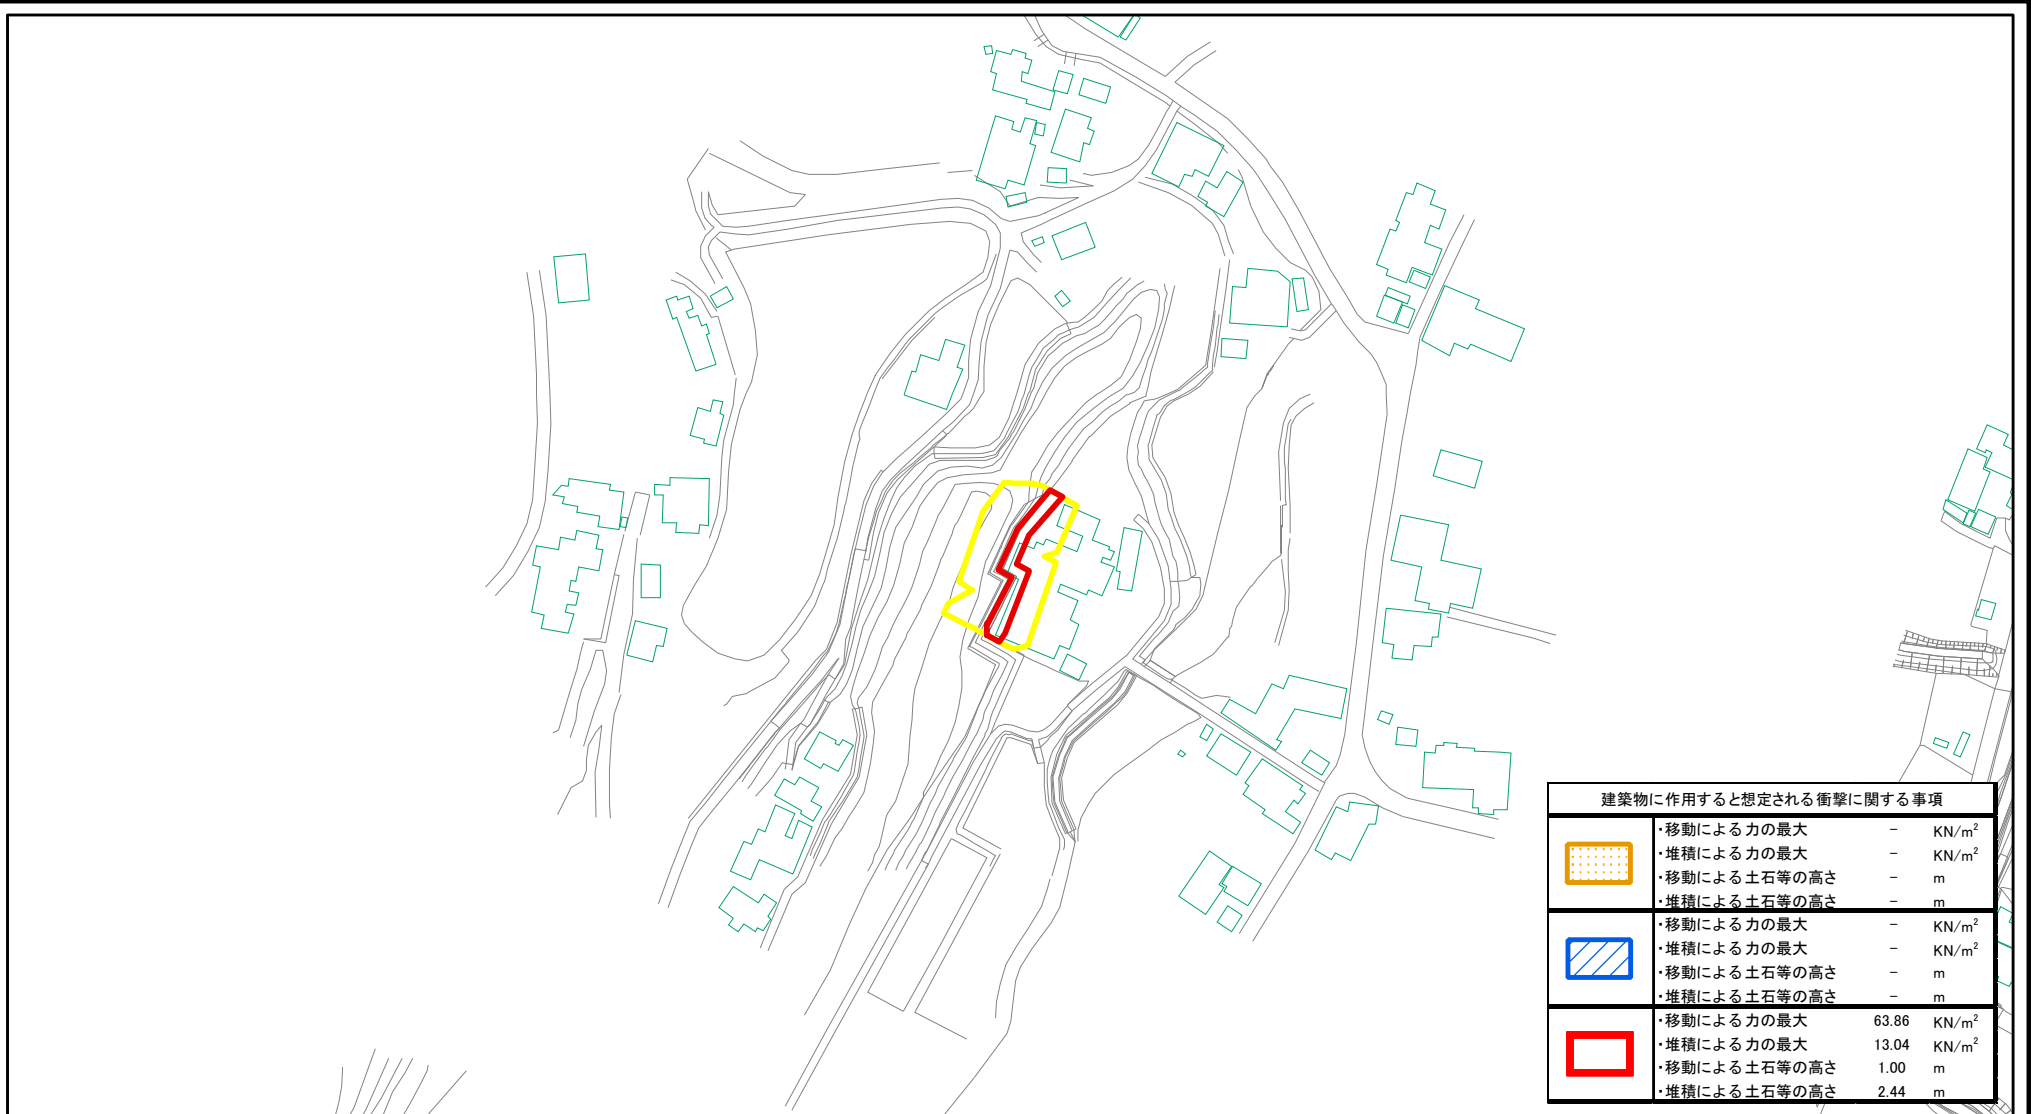 建築物に作用すると想定される衝撃に関する事項
・移動による力の最大 － KN/m²
・堆積による力の最大 － KN/m²
・移動による土石等の高さ － m
・堆積による土石等の高さ － m
・移動による力の最大 － KN/m²
・堆積による力の最大 － KN/m²
・移動による土石等の高さ － m
・堆積による土石等の高さ － m
・移動による力の最大 63.86 KN/m²
・堆積による力の最大 13.04 KN/m²
・移動による土石等の高さ 1.00 m
・堆積による土石等の高さ 2.44 m